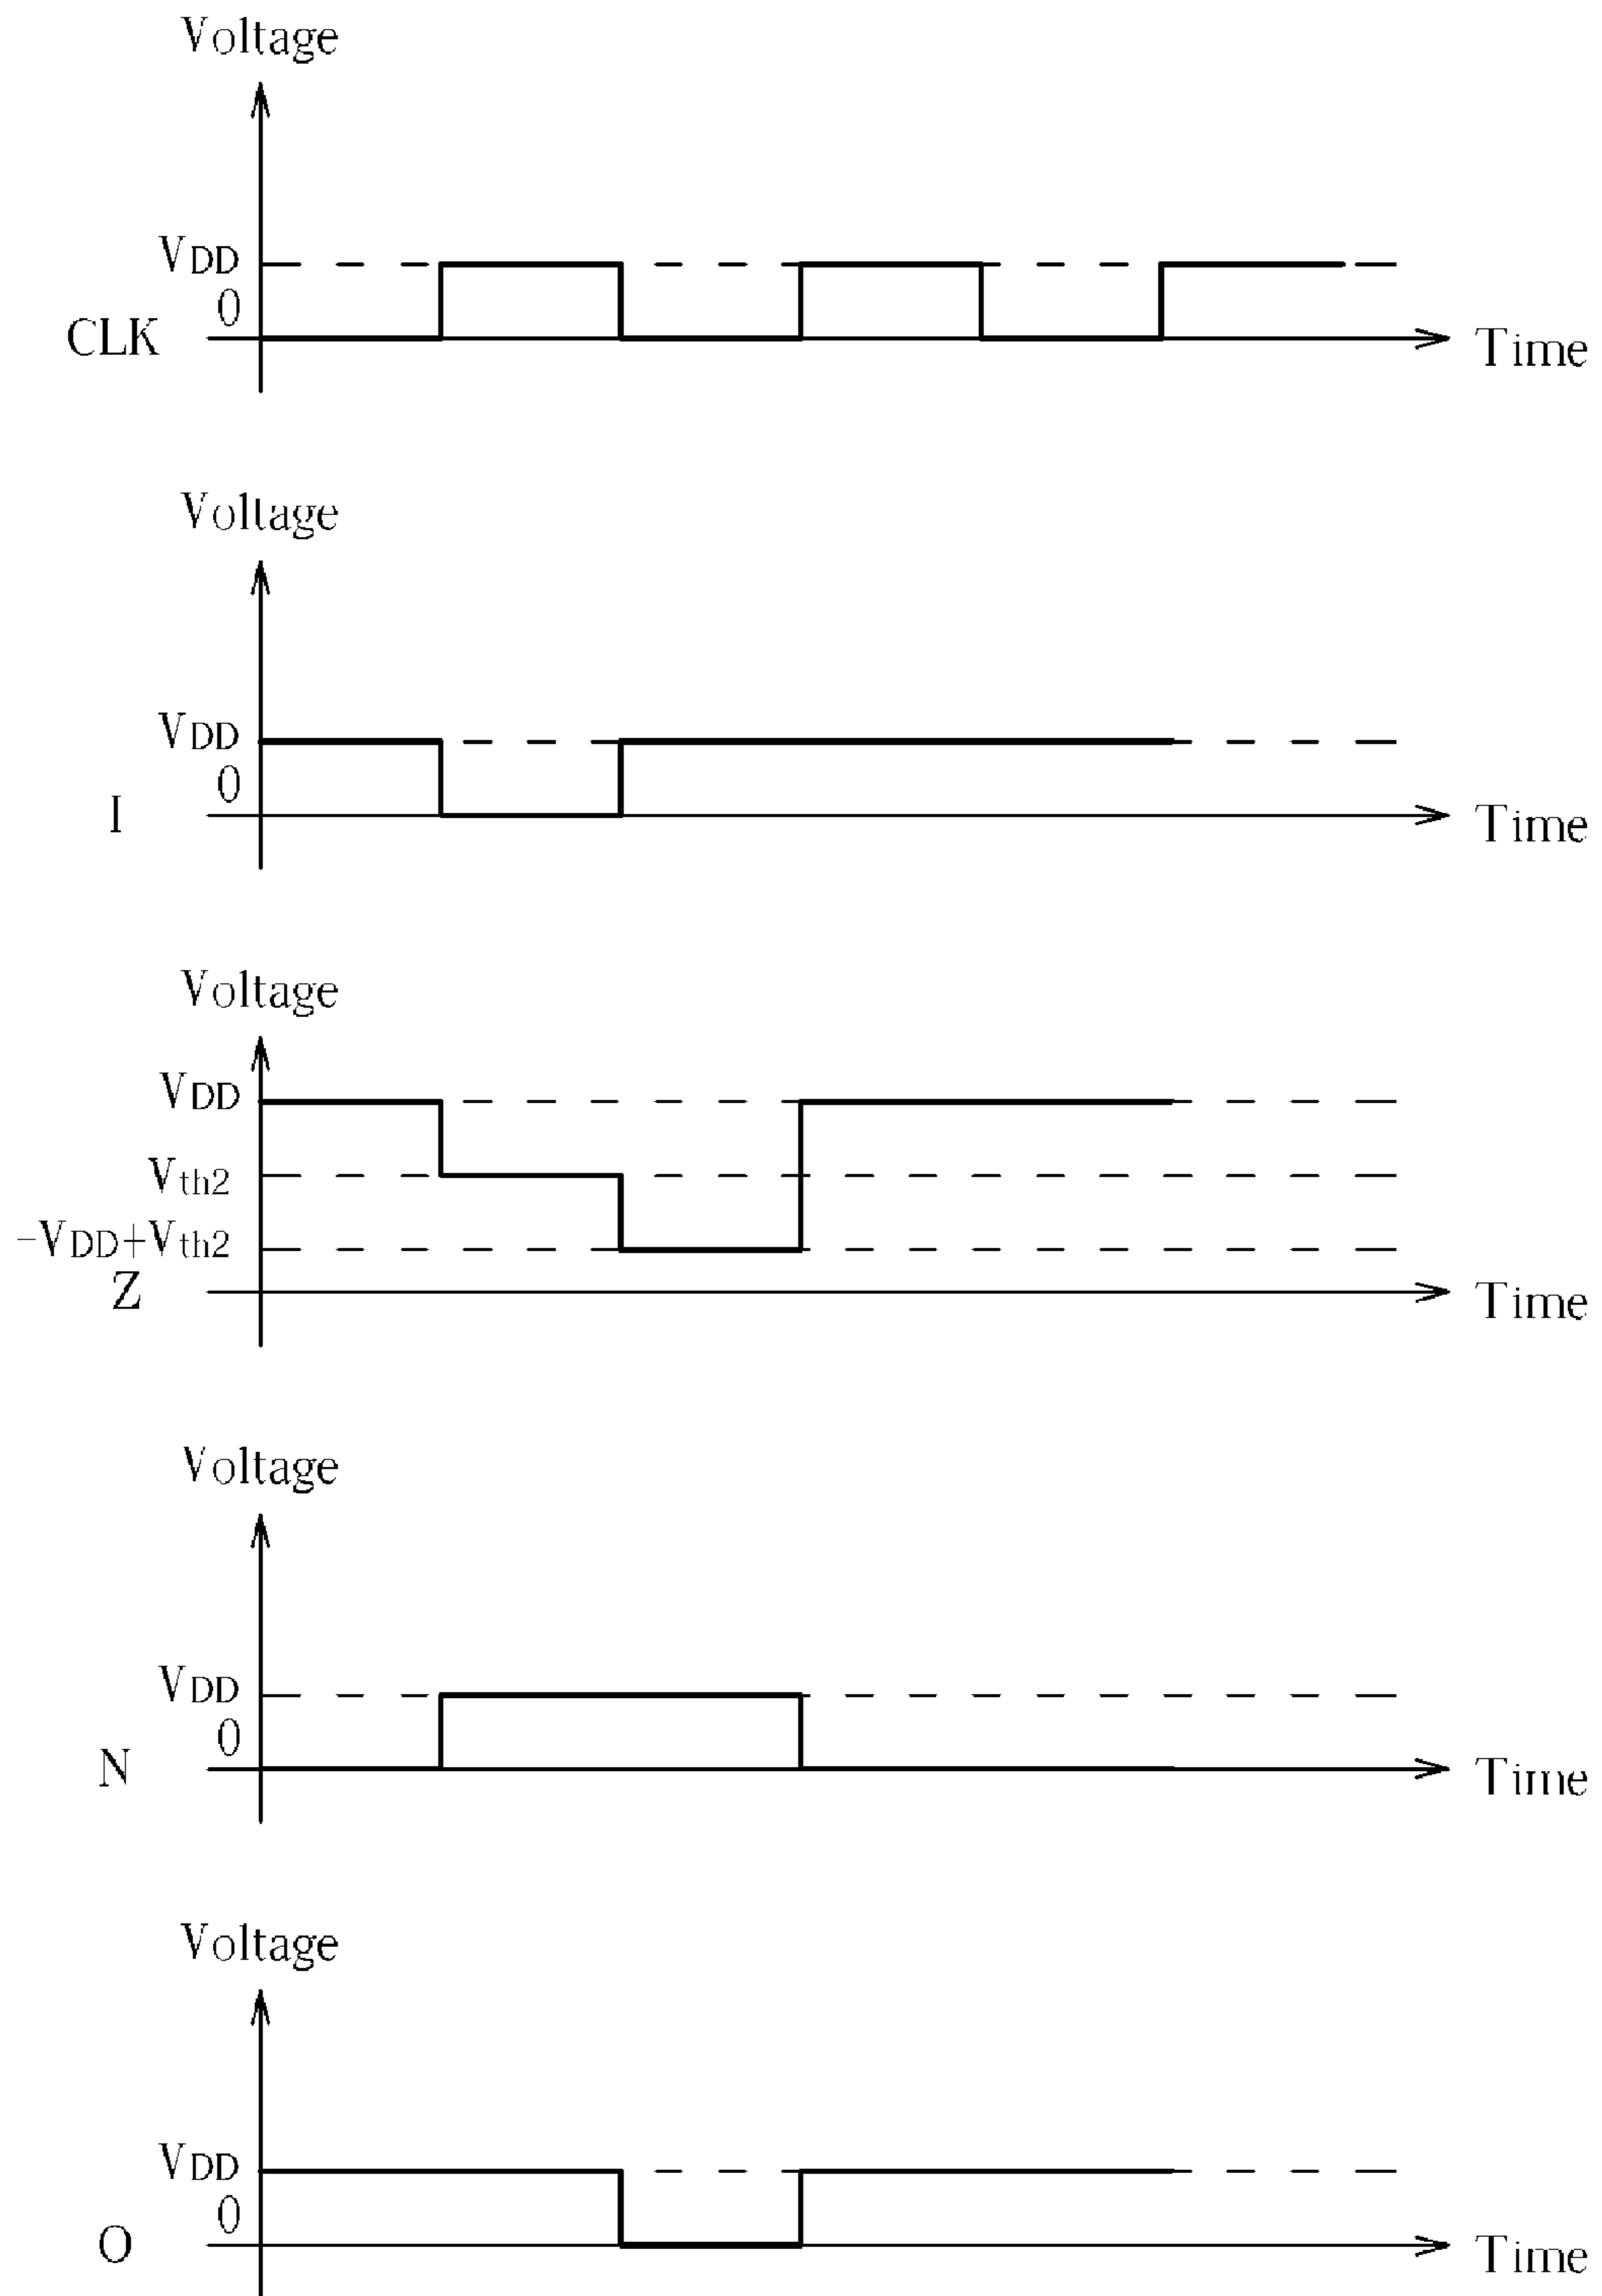 Voltage
VDD
0
CLK
Time
Voltage
VDD
0
I
Time
Voltage
VDD
Vth2
-VDD+Vth2
Z
Time
Voltage
VDD
0
N
Time
Voltage
VDD
0
O
Time